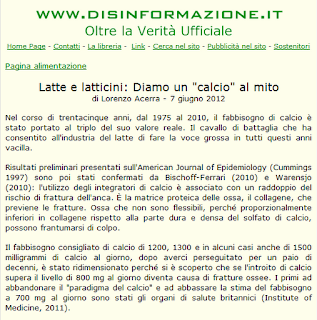 www.DISINFORMAZIONE.IT
Oltre la Verità Ufficiale
Home Page - Contatti - La libreria - Link - Cerca nel sito - Pubblicità nel sito - Sostenitori
Pagina alimentazione
Latte e latticini: Diamo un "calcio" al mito
di Lorenzo Acerra - 7 giugno 2012
Nel corso di trentacinque anni, dal 1975 al 2010, il fabbisogno di calcio è
stato portato al triplo del suo valore reale. Il cavallo di battaglia che ha
consentito all'industria del latte di fare la voce grossa in tutti questi anni
vacilla.
Risultati preliminari presentati sull'American Journal of Epidemiology (Cummings
1997) sono poi stati confermati da Bischoff-Ferrari (2010) e Warensjo
(2010): l'utilizzo degli integratori di calcio è associato con un raddoppio del
rischio di frattura dell'anca. È la matrice proteica delle ossa, il collagene, che
previene le fratture. Ossa che non sono flessibili, perché proporzionalmente
inferiori in collagene rispetto alla parte dura e densa del solfato di calcio,
possono frantumarsi di colpo.
Il fabbisogno consigliato di calcio di 1200, 1300 e in alcuni casi anche di 1500
milligrammi di calcio al giorno, dopo averci perseguitato per un paio di
decenni, è stato ridimensionato perché si è scoperto che se l'introito di calcio
supera il livello di 800 mg al giorno diventa causa di fratture ossee. I primi ad
abbandonare il "paradigma del calcio" e ad abbassare la stima del fabbisogno
a 700 mg al giorno sono stati gli organi di salute britannici (Institute of
Medicine, 2011).